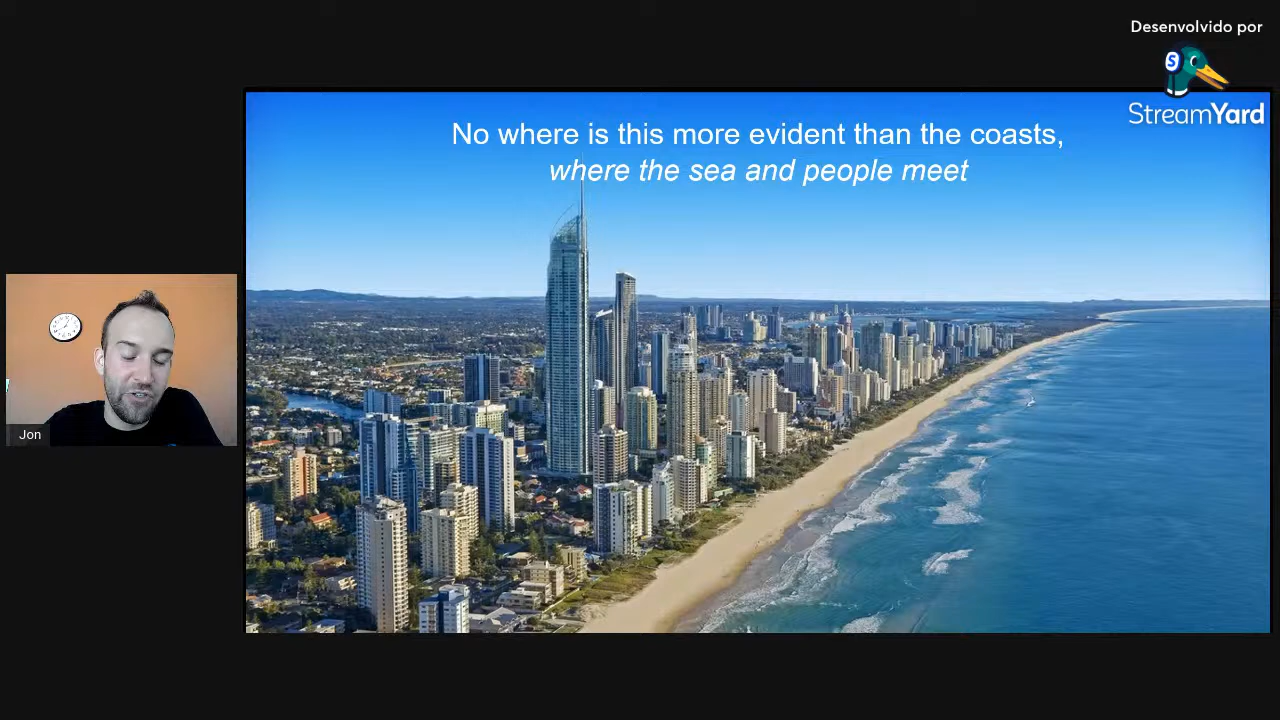 Desenvolvido por
StreamYard
No where is this more evident than the coasts,
where the sea and people meet
Jon